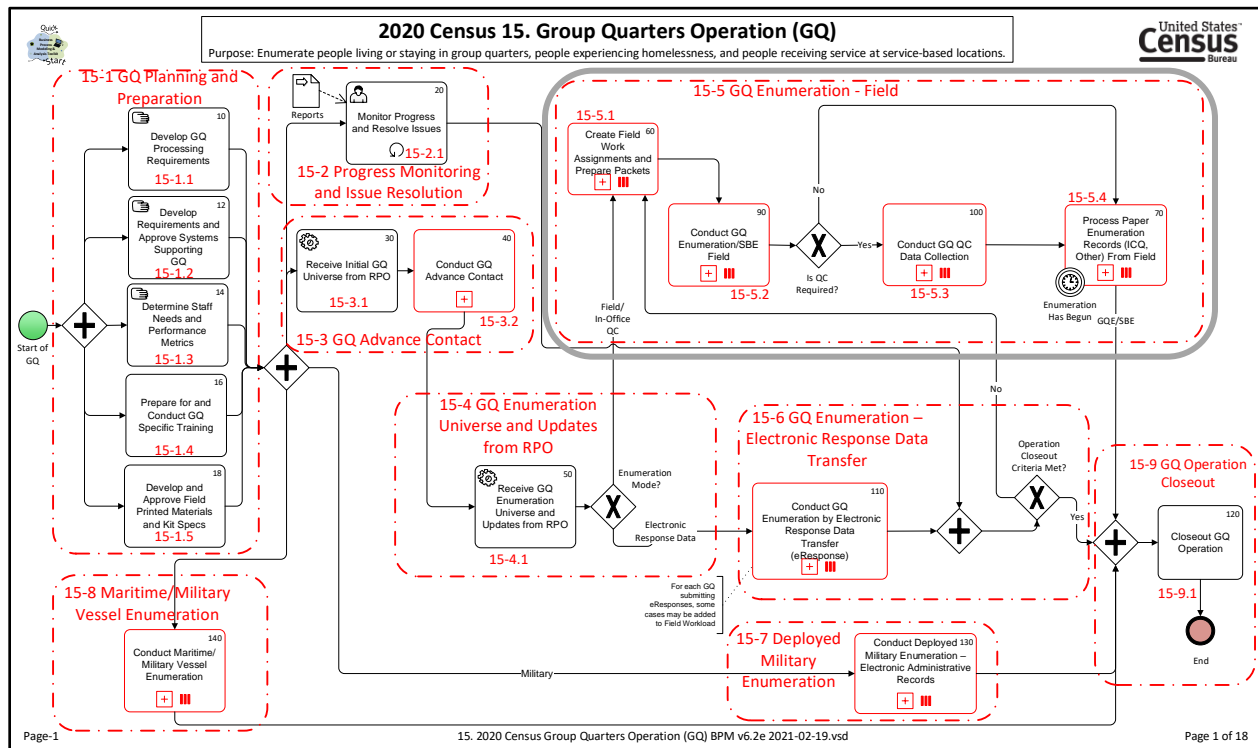 2020 Census 15. Group Quarters Operation (GQ)
Purpose: Enumerate people living or staying in group quarters, people experiencing homelessness, and people receiving service at service-based locations.
Quick
Start
United States
Census
Bureau
15-1 GQ Planning and
Preparation
10
Develop GQ
Processing
Requirements
15-1.1
12
Develop
Requirements and
Approve Systems
Supporting
GQ
15-1.2
14
Determine Staff
Needs and
Performance
Metrics
15-1.3
16
Prepare for and
Conduct GQ
Specific Training
15-1.4
18
Develop and
Approve Field
Printed Materials
and Kit Specs
15-1.5
Start of
GQ
Reports
20
Monitor Progress
and Resolve Issues
15-2.1
15-2 Progress Monitoring
and Issue Resolution
30
Receive Initial GQ
Universe from RPO
15-3.1
40
Conduct GQ
Advance Contact
15-3.2
15-3 GQ Advance Contact
15-4 GQ Enumeration
Universe and Updates
from RPO
50
Receive GQ
Enumeration
Universe and
Updates from RPO
15-4.1
Enumeration
Mode?
Field/
In-Office
QC
Electronic
Response Data
15-5 GQ Enumeration - Field
15-5.1
60
Create Field
Work
Assignments and
Prepare Packets
90
Conduct GQ
Enumeration/SBE
Field
15-5.2
No
Yes
Is QC
Required?
100
Conduct GQ QC
Data Collection
15-5.3
15-5.4
70
Process Paper
Enumeration
Records (ICQ,
Other) From Field
Enumeration
Has Begun
GQE/SBE
15-6 GQ Enumeration –
Electronic Response Data
Transfer
110
Conduct GQ
Enumeration by Electronic
Response Data
Transfer
(eResponse)
For each GQ
submitting
eResponses, some
cases may be added
to Field Workload
No
Operation
Closeout
Criteria Met?
Yes
15-7 Deployed
Military
Enumeration
130
Conduct Deployed
Military Enumeration –
Electronic Administrative
Records
Military
15-8 Maritime/Military
Vessel Enumeration
140
Conduct Maritime/
Military Vessel
Enumeration
15-9 GQ Operation
Closeout
120
Closeout GQ
Operation
15-9.1
End
Page-1
15. 2020 Census Group Quarters Operation (GQ) BPM v6.2e 2021-02-19.vsd
Page 1 of 18